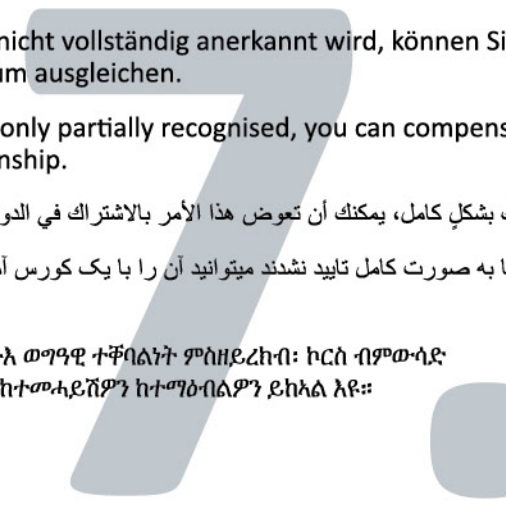 nicht vollständig anerkannt wird, können Si
um ausgleichen.
only partially recognised, you can compens
nship.
بشكلٍ كامل، يمكنك أن تعوض هذا الأمر بالاشتراك في الدو
ا به صورت کامل تایید نشدند میتوانید آن را با یک کورس آ
ወግዓዊ ተቐባልነት ምስዘይረክብ፡ ኮርስ ብምውሳድ
ከተመሓይሽዎን ከተማዕብልዎን ይከኣል እዩ።
7.